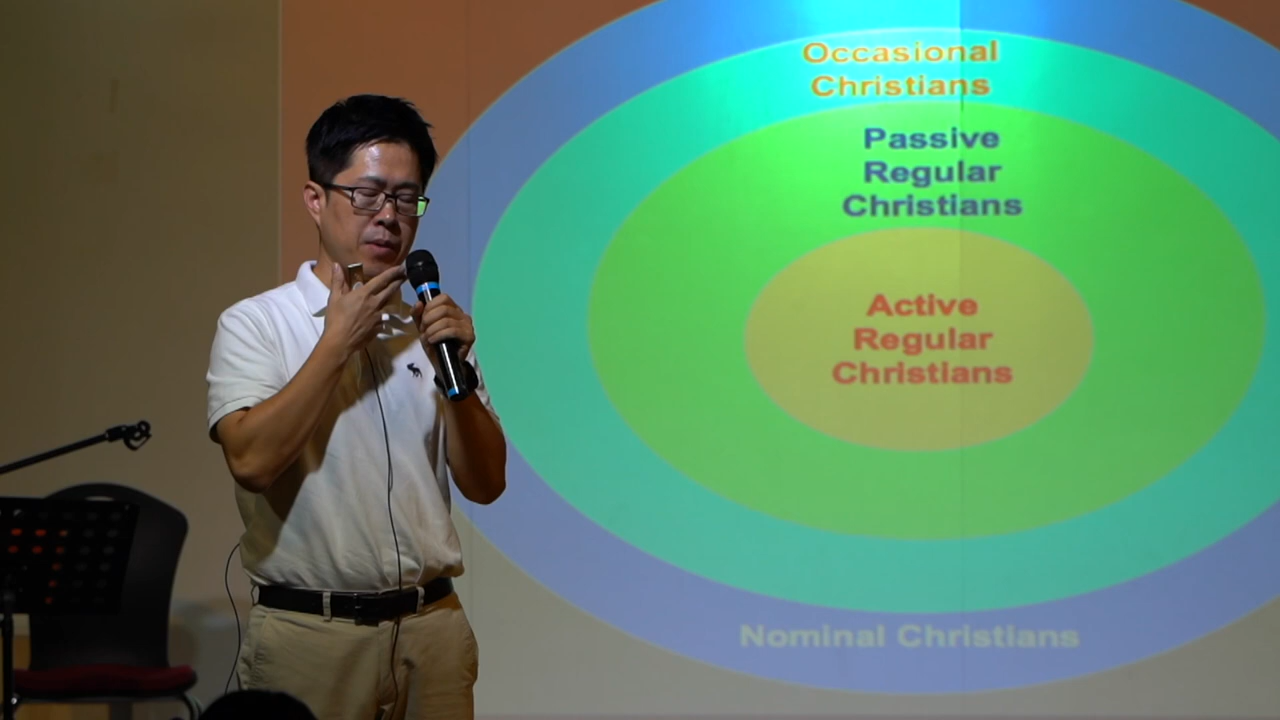 Occasional
Christians
Passive
Regular
Christians
Active
Regular
Christians
Nominal Christians